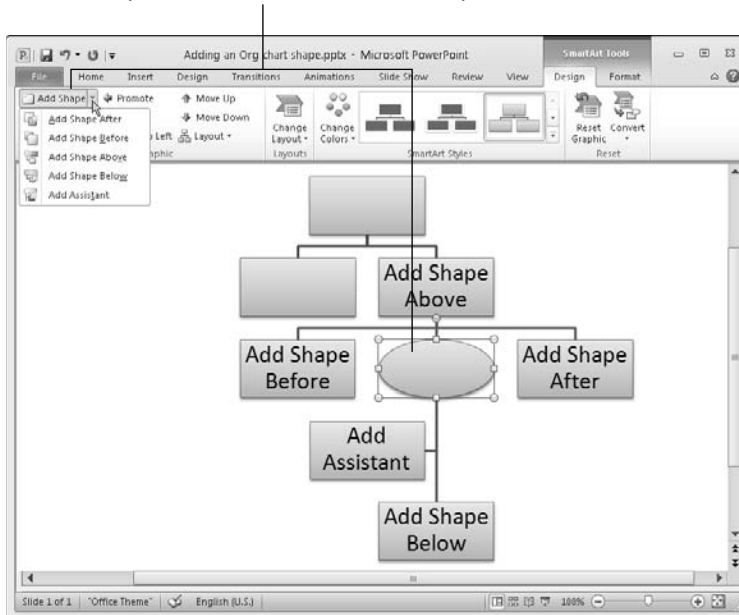 Adding an Org chart shape.pptx - Microsoft PowerPoint
SmartArt Tools
File Home Insert Design Transitions Animations Slide Show Review View Design Format
Add Shape Promote Move Up
Add Shape After
Add Shape Before
Add Shape Above
Add Shape Below
Add Assistant
Move Down
Left Layout
Change Layout
Change Colors
Reset Graphic
Convert
Layouts
SmartArt Styles
Reset
Add Shape
Above
Add Shape
Before
Add Shape
After
Add
Assistant
Add Shape
Below
Slide 1 of 1 "Office Theme" English (U.S.) 100%